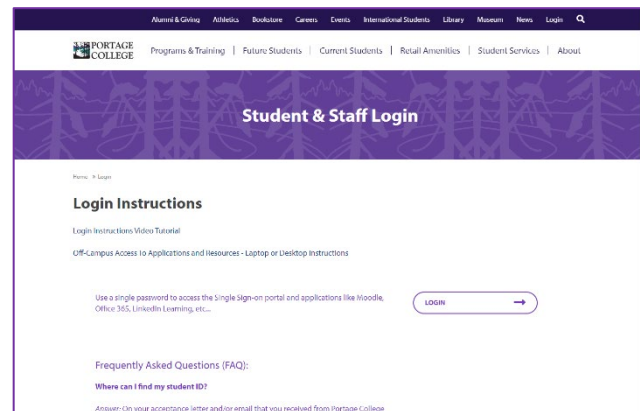 Alumni & Giving Athletics Bookstore Careers Events International Students Library Museum News Login
PORTAGE
COLLEGE
Programs & Training | Future Students | Current Students | Retail Amenities | Student Services | About
Student & Staff Login
Home > Login
Login Instructions
Login Instructions Video Tutorial
Off-Campus Access To Applications and Resources - Laptop or Desktop Instructions
Use a single password to access the Single Sign-on portal and applications like Moodle,
Office 365, LinkedIn Learning, etc...
LOGIN
Frequently Asked Questions (FAQ):
Where can I find my student ID?
Answer: On your acceptance letter and/or email that you received from Portage College